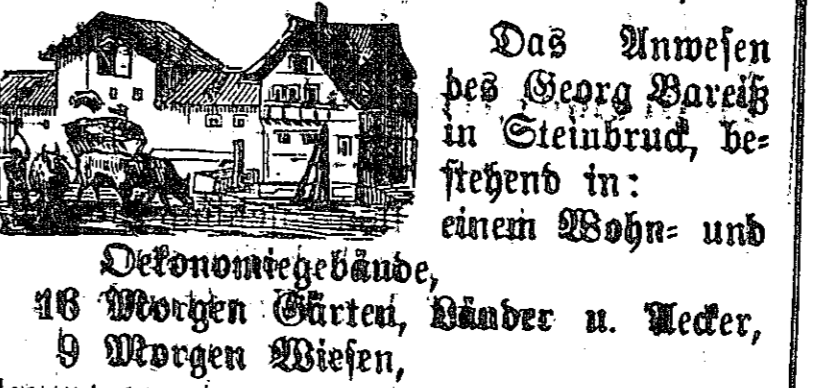 Das Anwesen
des Georg Bareiß
in Steinbruck, be=
stehend in:
einem Wohn= und
Oekonomiegebäude,
16 Morgen Gärten, Länder u. Aecker,
9 Morgen Wiesen,